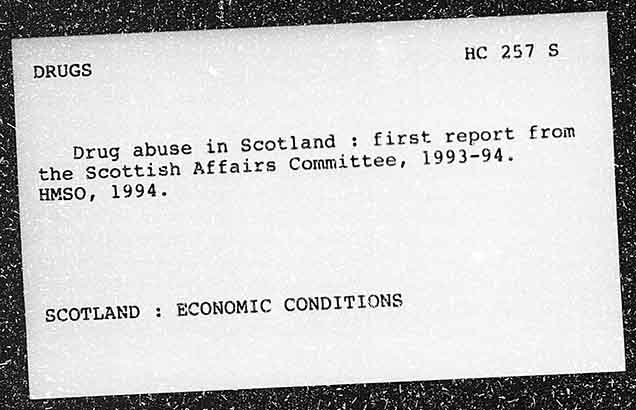 DRUGS HC 257 S
Drug abuse in Scotland : first report from
the Scottish Affairs Committee, 1993-94.
HMSO, 1994.
SCOTLAND : ECONOMIC CONDITIONS